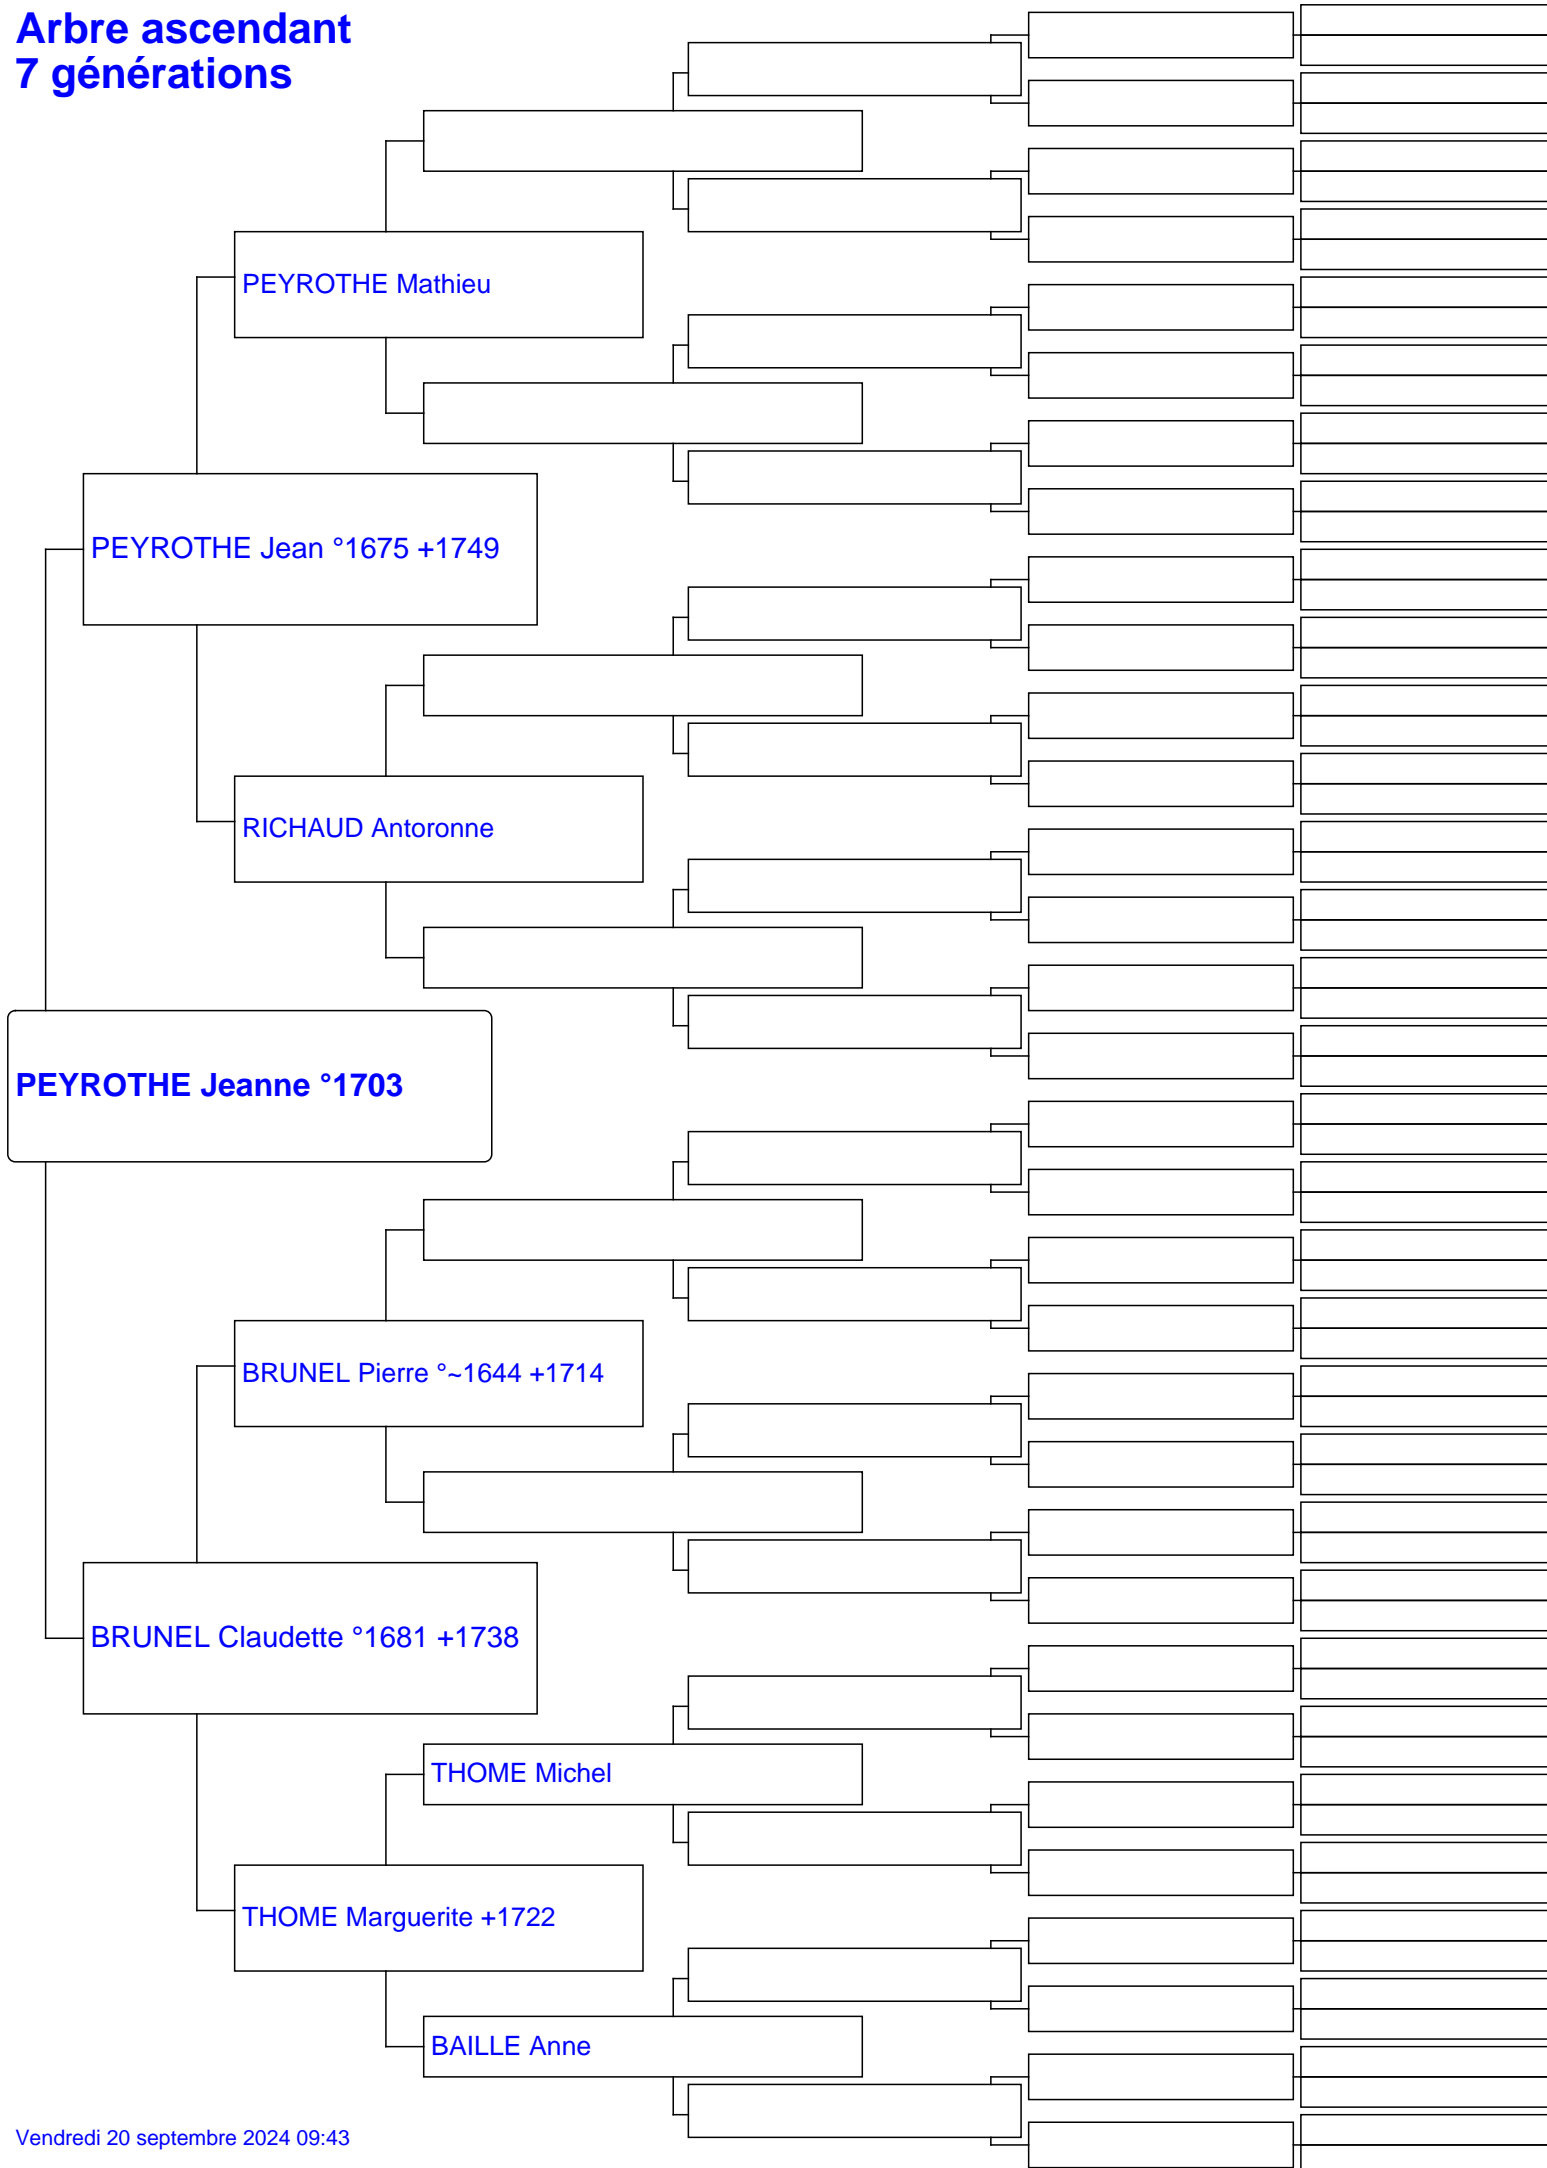 Arbre ascendant
7 générations
PEYROTHE Mathieu
PEYROTHE Jean °1675 +1749
RICHAUD Antoronne
PEYROTHE Jeanne °1703
BRUNEL Pierre °~1644 +1714
BRUNEL Claudette °1681 +1738
THOME Michel
THOME Marguerite +1722
BAILLE Anne
Vendredi 20 septembre 2024 09:43